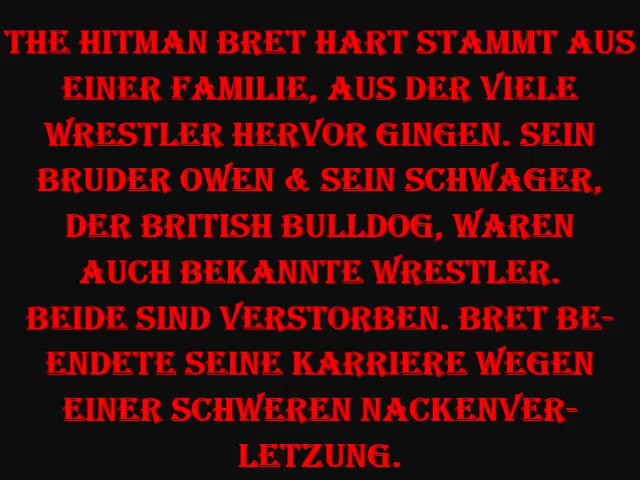 THE HITMAN BRET HART STAMMT AUS
EINER FAMILIE, AUS DER VIELE
WRESTLER HERVOR GINGEN. SEIN
BRUDER OWEN & SEIN SCHWAGER,
DER BRITISH BULLDOG, WAREN
AUCH BEKANNTE WRESTLER.
BEIDE SIND VERSTORBEN. BRET BE-
ENDETE SEINE KARRIERE WEGEN
EINER SCHWEREN NACKENVER-
LETZUNG.